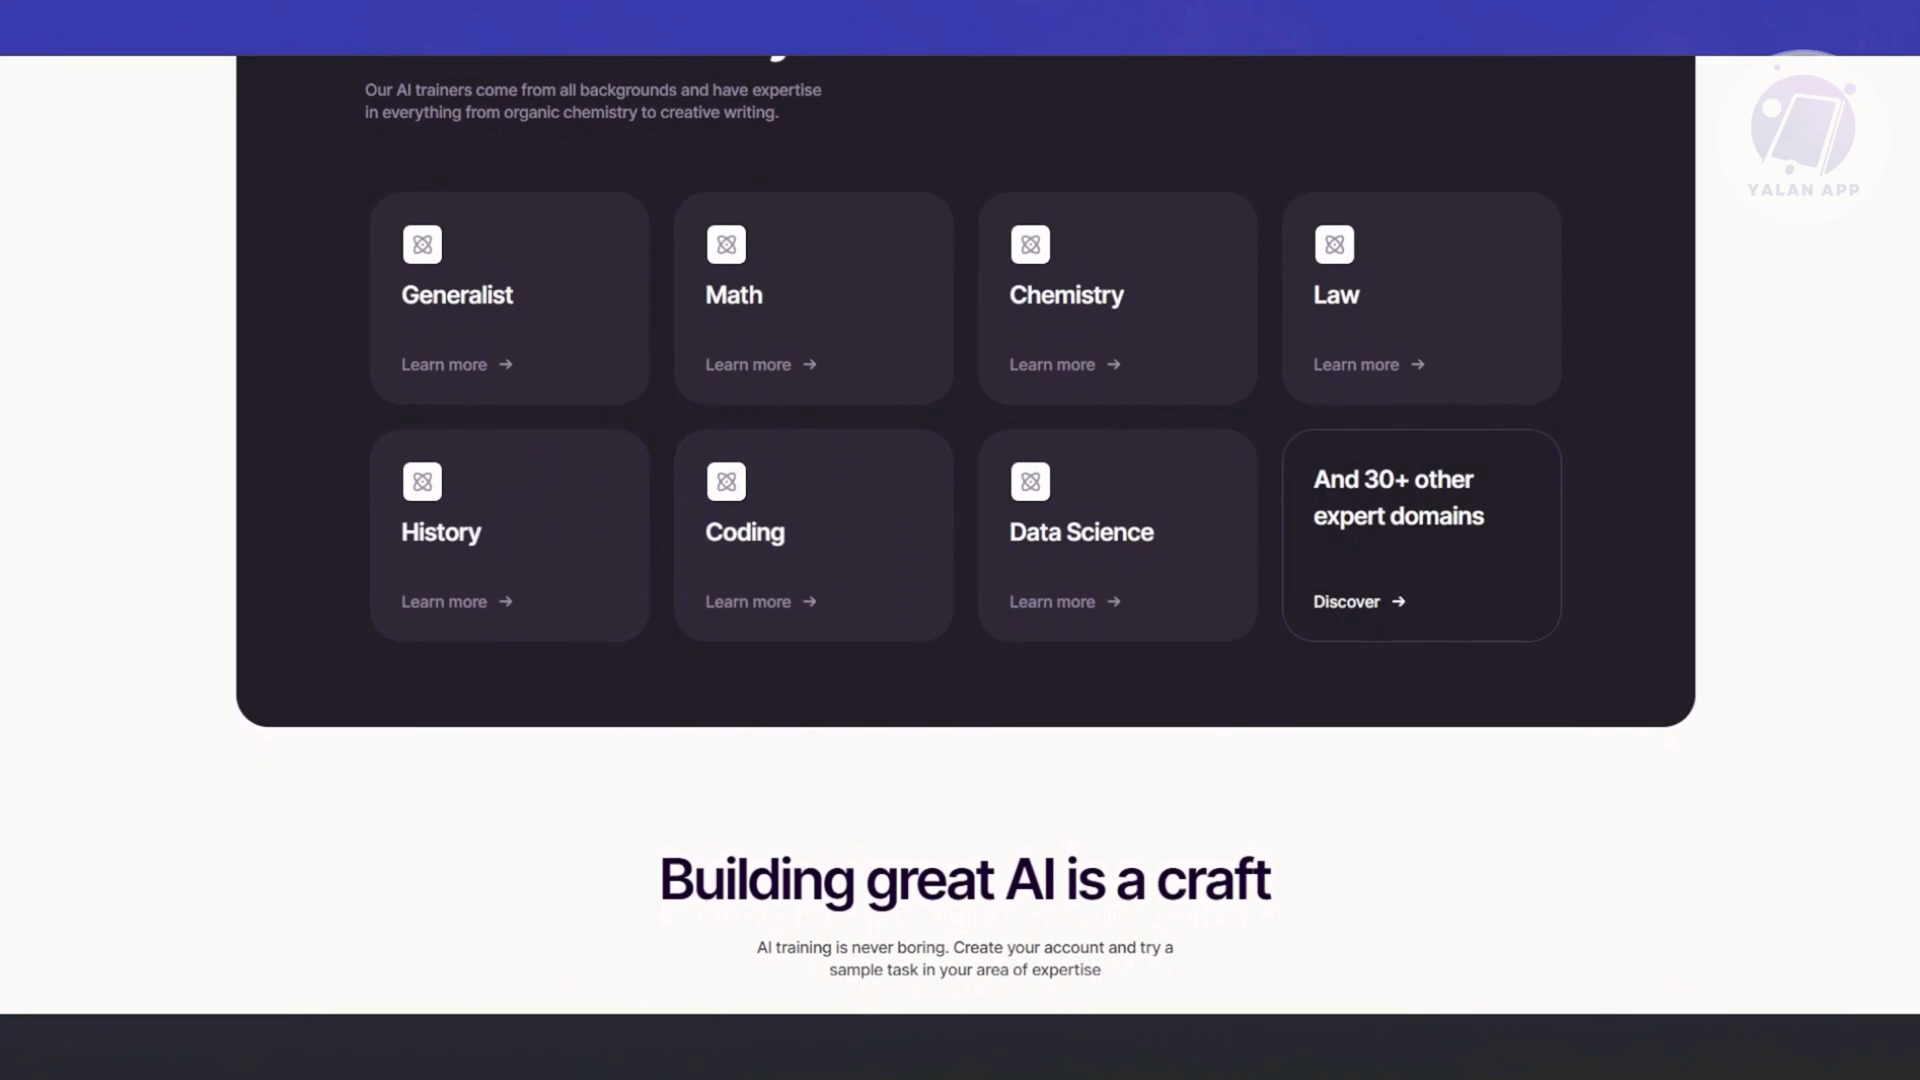 Our AI trainers come from all backgrounds and have expertise
in everything from organic chemistry to creative writing.
YALAN APP
Generalist
Learn more →
Math
Learn more →
Chemistry
Learn more →
Law
Learn more →
History
Learn more →
Coding
Learn more →
Data Science
Learn more →
And 30+ other
expert domains
Discover →
Building great AI is a craft
AI training is never boring. Create your account and try a
sample task in your area of expertise